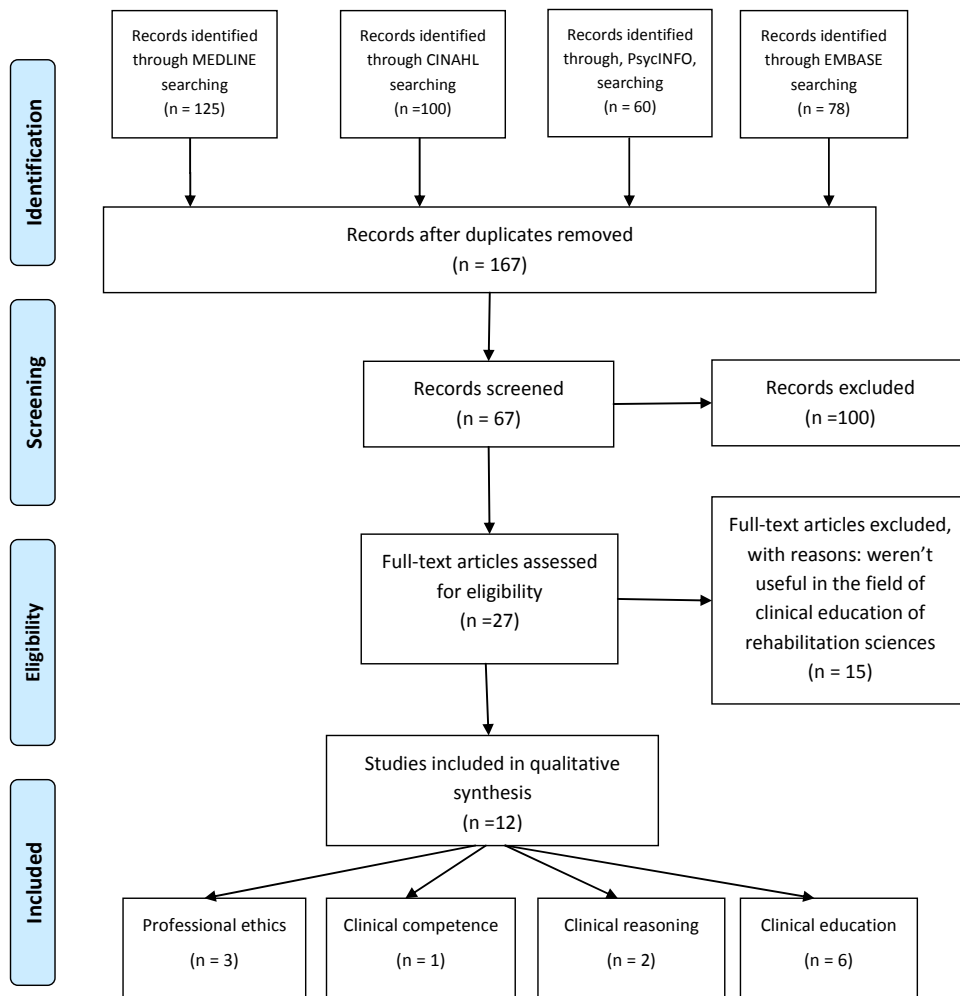 Identification
Records identified
through MEDLINE
searching
(n = 125)
Records identified
through CINAHL
searching
(n =100)
Records identified
through, PsycINFO,
searching
(n = 60)
Records identified
through EMBASE
searching
(n = 78)
Records after duplicates removed
(n = 167)
Screening
Records screened
(n = 67)
Records excluded
(n =100)
Eligibility
Full-text articles assessed
for eligibility
(n =27)
Full-text articles excluded,
with reasons: weren’t
useful in the field of
clinical education of
rehabilitation sciences
(n = 15)
Included
Studies included in qualitative
synthesis
(n =12)
Professional ethics
(n = 3)
Clinical competence
(n = 1)
Clinical reasoning
(n = 2)
Clinical education
(n = 6)